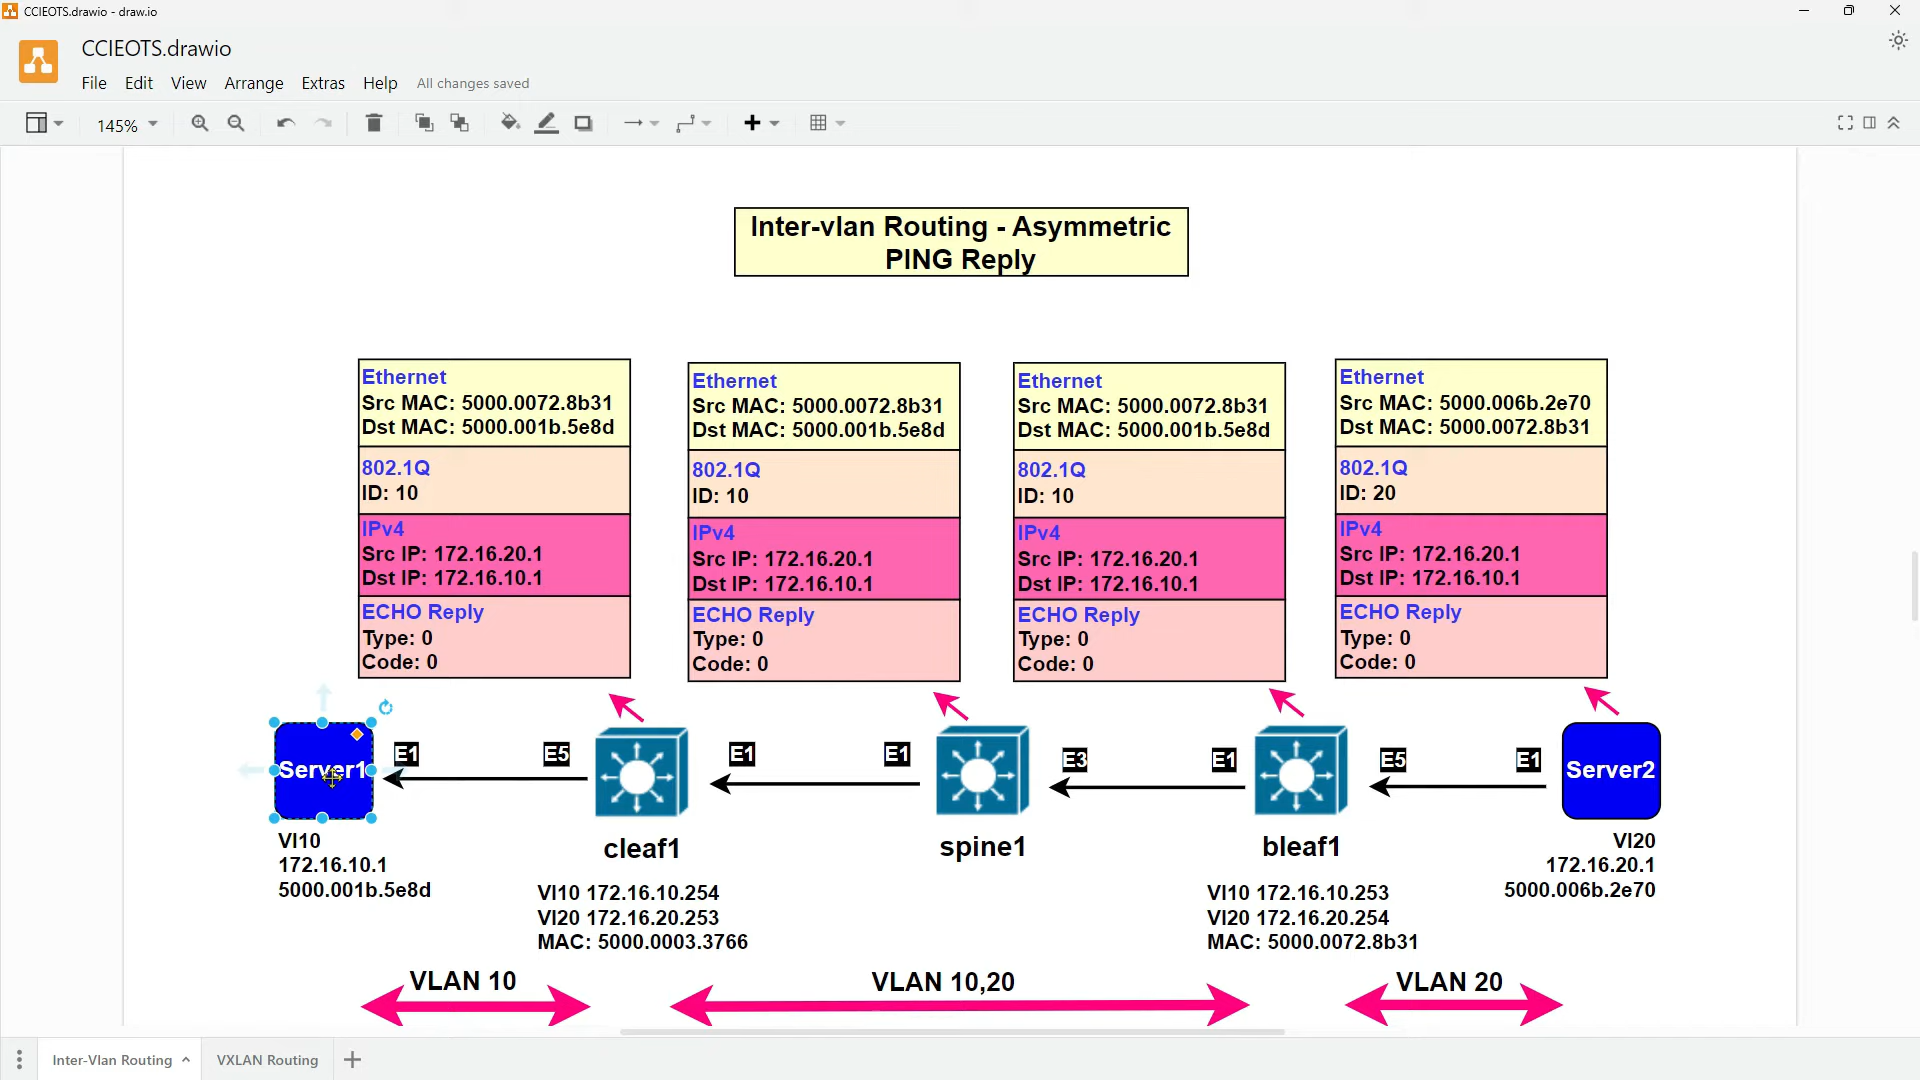 CCIEOTS.drawio - draw.io
CCIEOTS.drawio
File Edit View Arrange Extras Help All changes saved
145%
Inter-vlan Routing - Asymmetric
PING Reply
Ethernet
Src MAC: 5000.0072.8b31
Dst MAC: 5000.001b.5e8d
802.1Q
ID: 10
IPv4
Src IP: 172.16.20.1
Dst IP: 172.16.10.1
ECHO Reply
Type: 0
Code: 0
Ethernet
Src MAC: 5000.0072.8b31
Dst MAC: 5000.001b.5e8d
802.1Q
ID: 10
IPv4
Src IP: 172.16.20.1
Dst IP: 172.16.10.1
ECHO Reply
Type: 0
Code: 0
Ethernet
Src MAC: 5000.0072.8b31
Dst MAC: 5000.001b.5e8d
802.1Q
ID: 10
IPv4
Src IP: 172.16.20.1
Dst IP: 172.16.10.1
ECHO Reply
Type: 0
Code: 0
Ethernet
Src MAC: 5000.006b.2e70
Dst MAC: 5000.0072.8b31
802.1Q
ID: 20
IPv4
Src IP: 172.16.20.1
Dst IP: 172.16.10.1
ECHO Reply
Type: 0
Code: 0
Server1
E1
E5
E1
E1
E3
E1
E5
E1
Server2
Vl10
172.16.10.1
5000.001b.5e8d
cleaf1
Vl10 172.16.10.254
Vl20 172.16.20.253
MAC: 5000.0003.3766
spine1
bleaf1
Vl10 172.16.10.253
Vl20 172.16.20.254
MAC: 5000.0072.8b31
Vl20
172.16.20.1
5000.006b.2e70
VLAN 10
VLAN 10,20
VLAN 20
Inter-Vlan Routing
VXLAN Routing